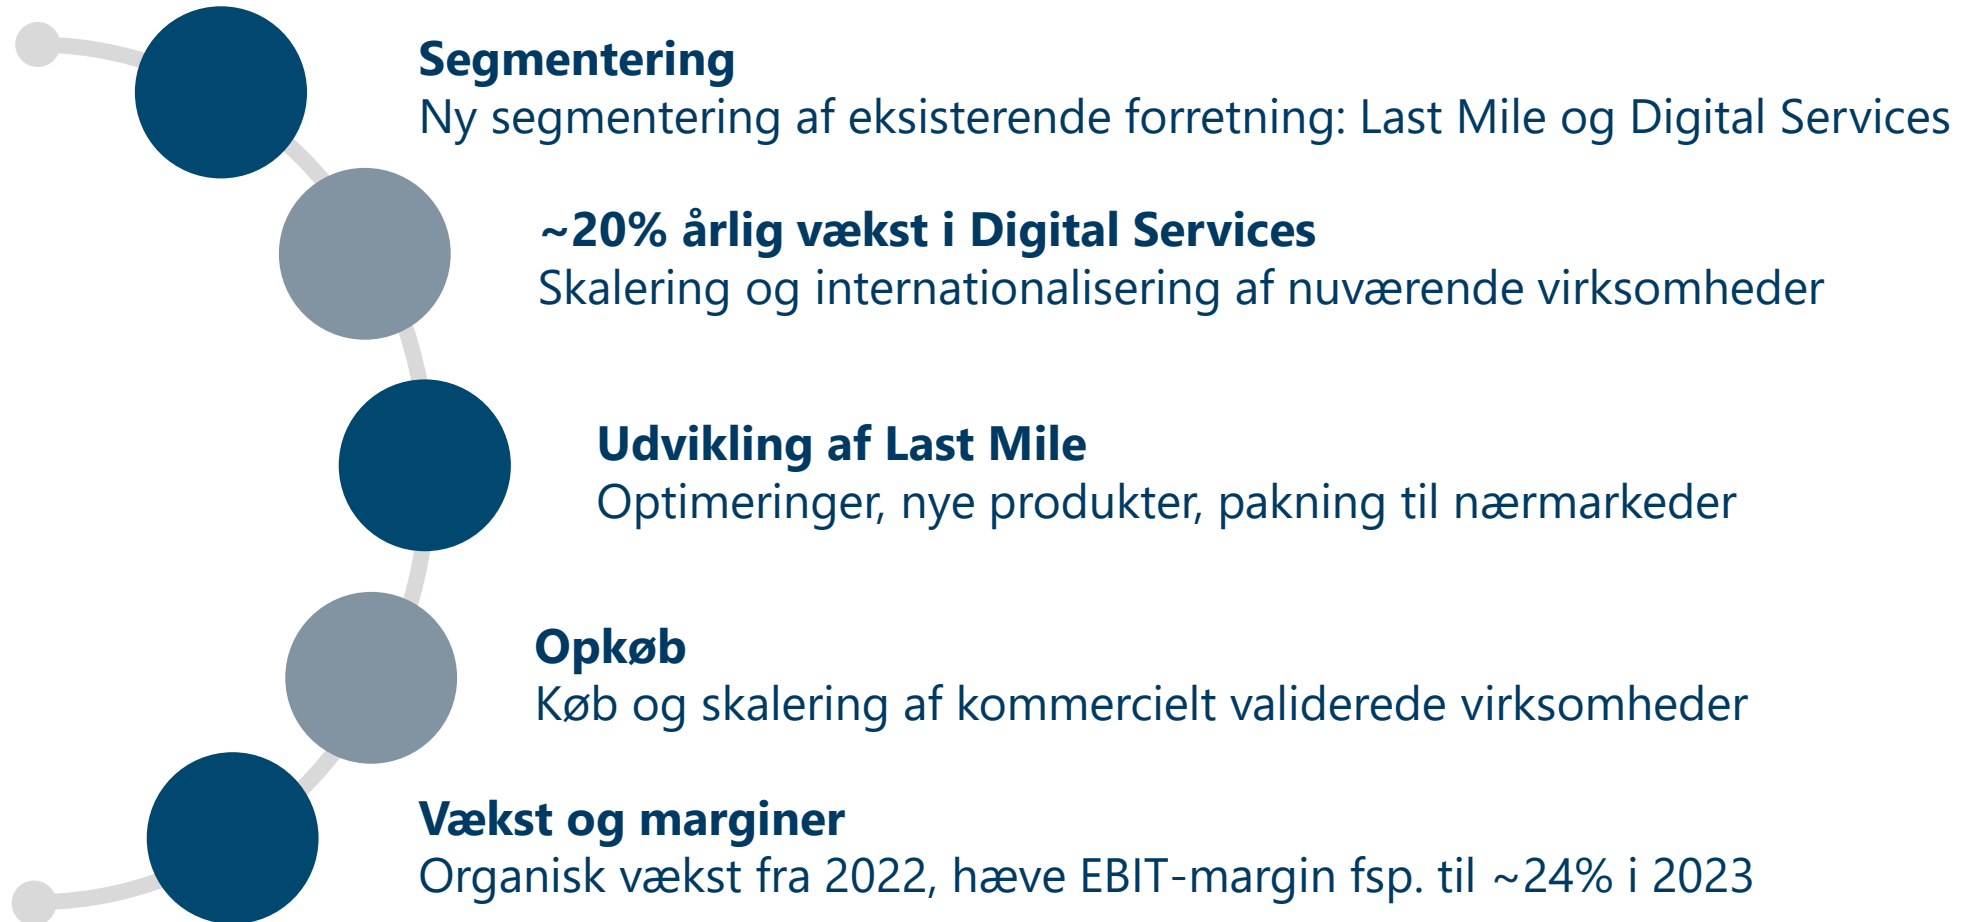 Segmentering
Ny segmentering af eksisterende forretning: Last Mile og Digital Services
~20% årlig vækst i Digital Services
Skalering og internationalisering af nuværende virksomheder
Udvikling af Last Mile
Optimeringer, nye produkter, pakning til nærmarkeder
Opkøb
Køb og skalering af kommercielt validerede virksomheder
Vækst og marginer
Organisk vækst fra 2022, hæve EBIT-margin fsp. til ~24% i 2023